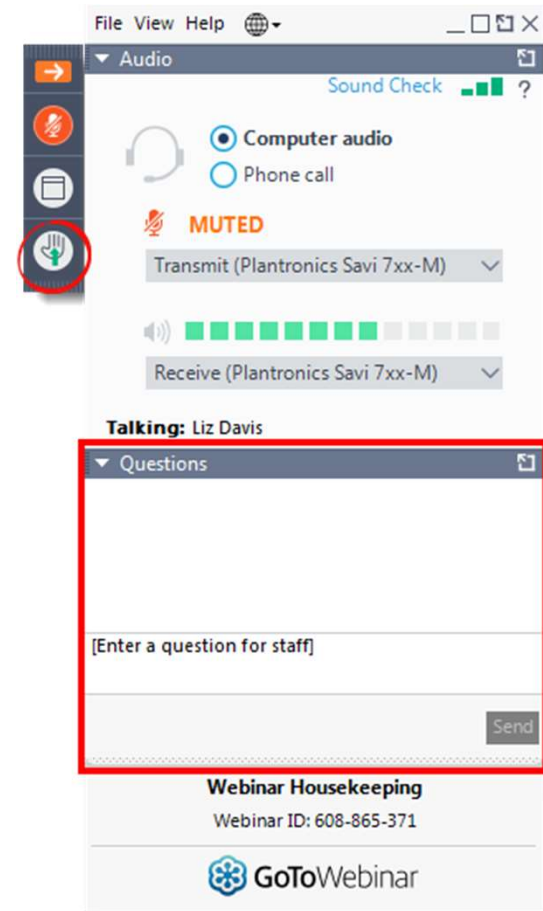 File View Help
Audio
Sound Check ?
Computer audio
Phone call
MUTED
Transmit (Plantronics Savi 7xx-M)
Receive (Plantronics Savi 7xx-M)
Talking: Liz Davis
Questions
[Enter a question for staff]
Send
Webinar Housekeeping
Webinar ID: 608-865-371
GoToWebinar